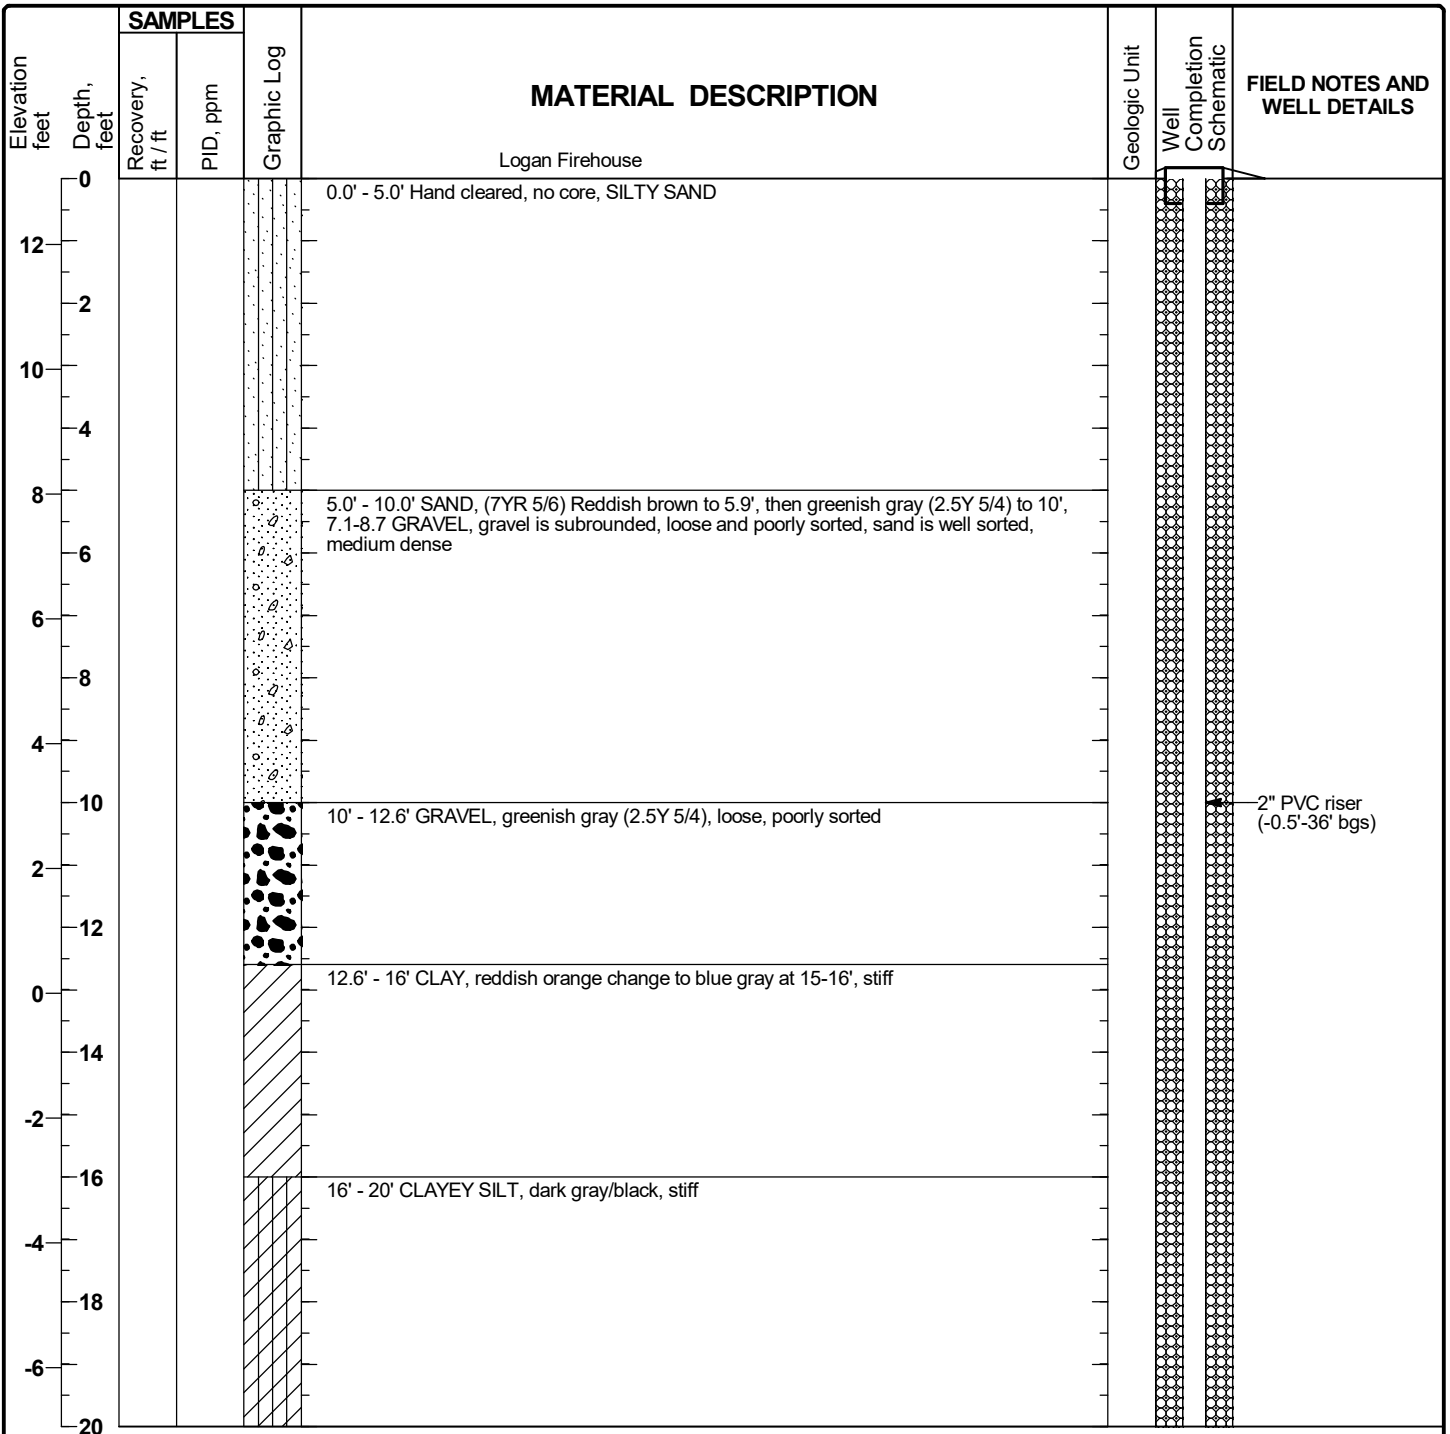 SAMPLES
Elevation
feet
Depth,
feet
Recovery,
ft / ft
PID, ppm
Graphic Log
MATERIAL DESCRIPTION
Logan Firehouse
Geologic Unit
Well
Completion
Schematic
FIELD NOTES AND
WELL DETAILS
0
0.0' - 5.0' Hand cleared, no core, SILTY SAND
12
2
10
4
8
5.0' - 10.0' SAND, (7YR 5/6) Reddish brown to 5.9', then greenish gray (2.5Y 5/4) to 10',
7.1-8.7 GRAVEL, gravel is subrounded, loose and poorly sorted, sand is well sorted,
medium dense
6
6
8
4
10
10' - 12.6' GRAVEL, greenish gray (2.5Y 5/4), loose, poorly sorted
2" PVC riser
(-0.5'-36' bgs)
2
12
12.6' - 16' CLAY, reddish orange change to blue gray at 15-16', stiff
0
14
-2
16
16' - 20' CLAYEY SILT, dark gray/black, stiff
-4
18
-6
20